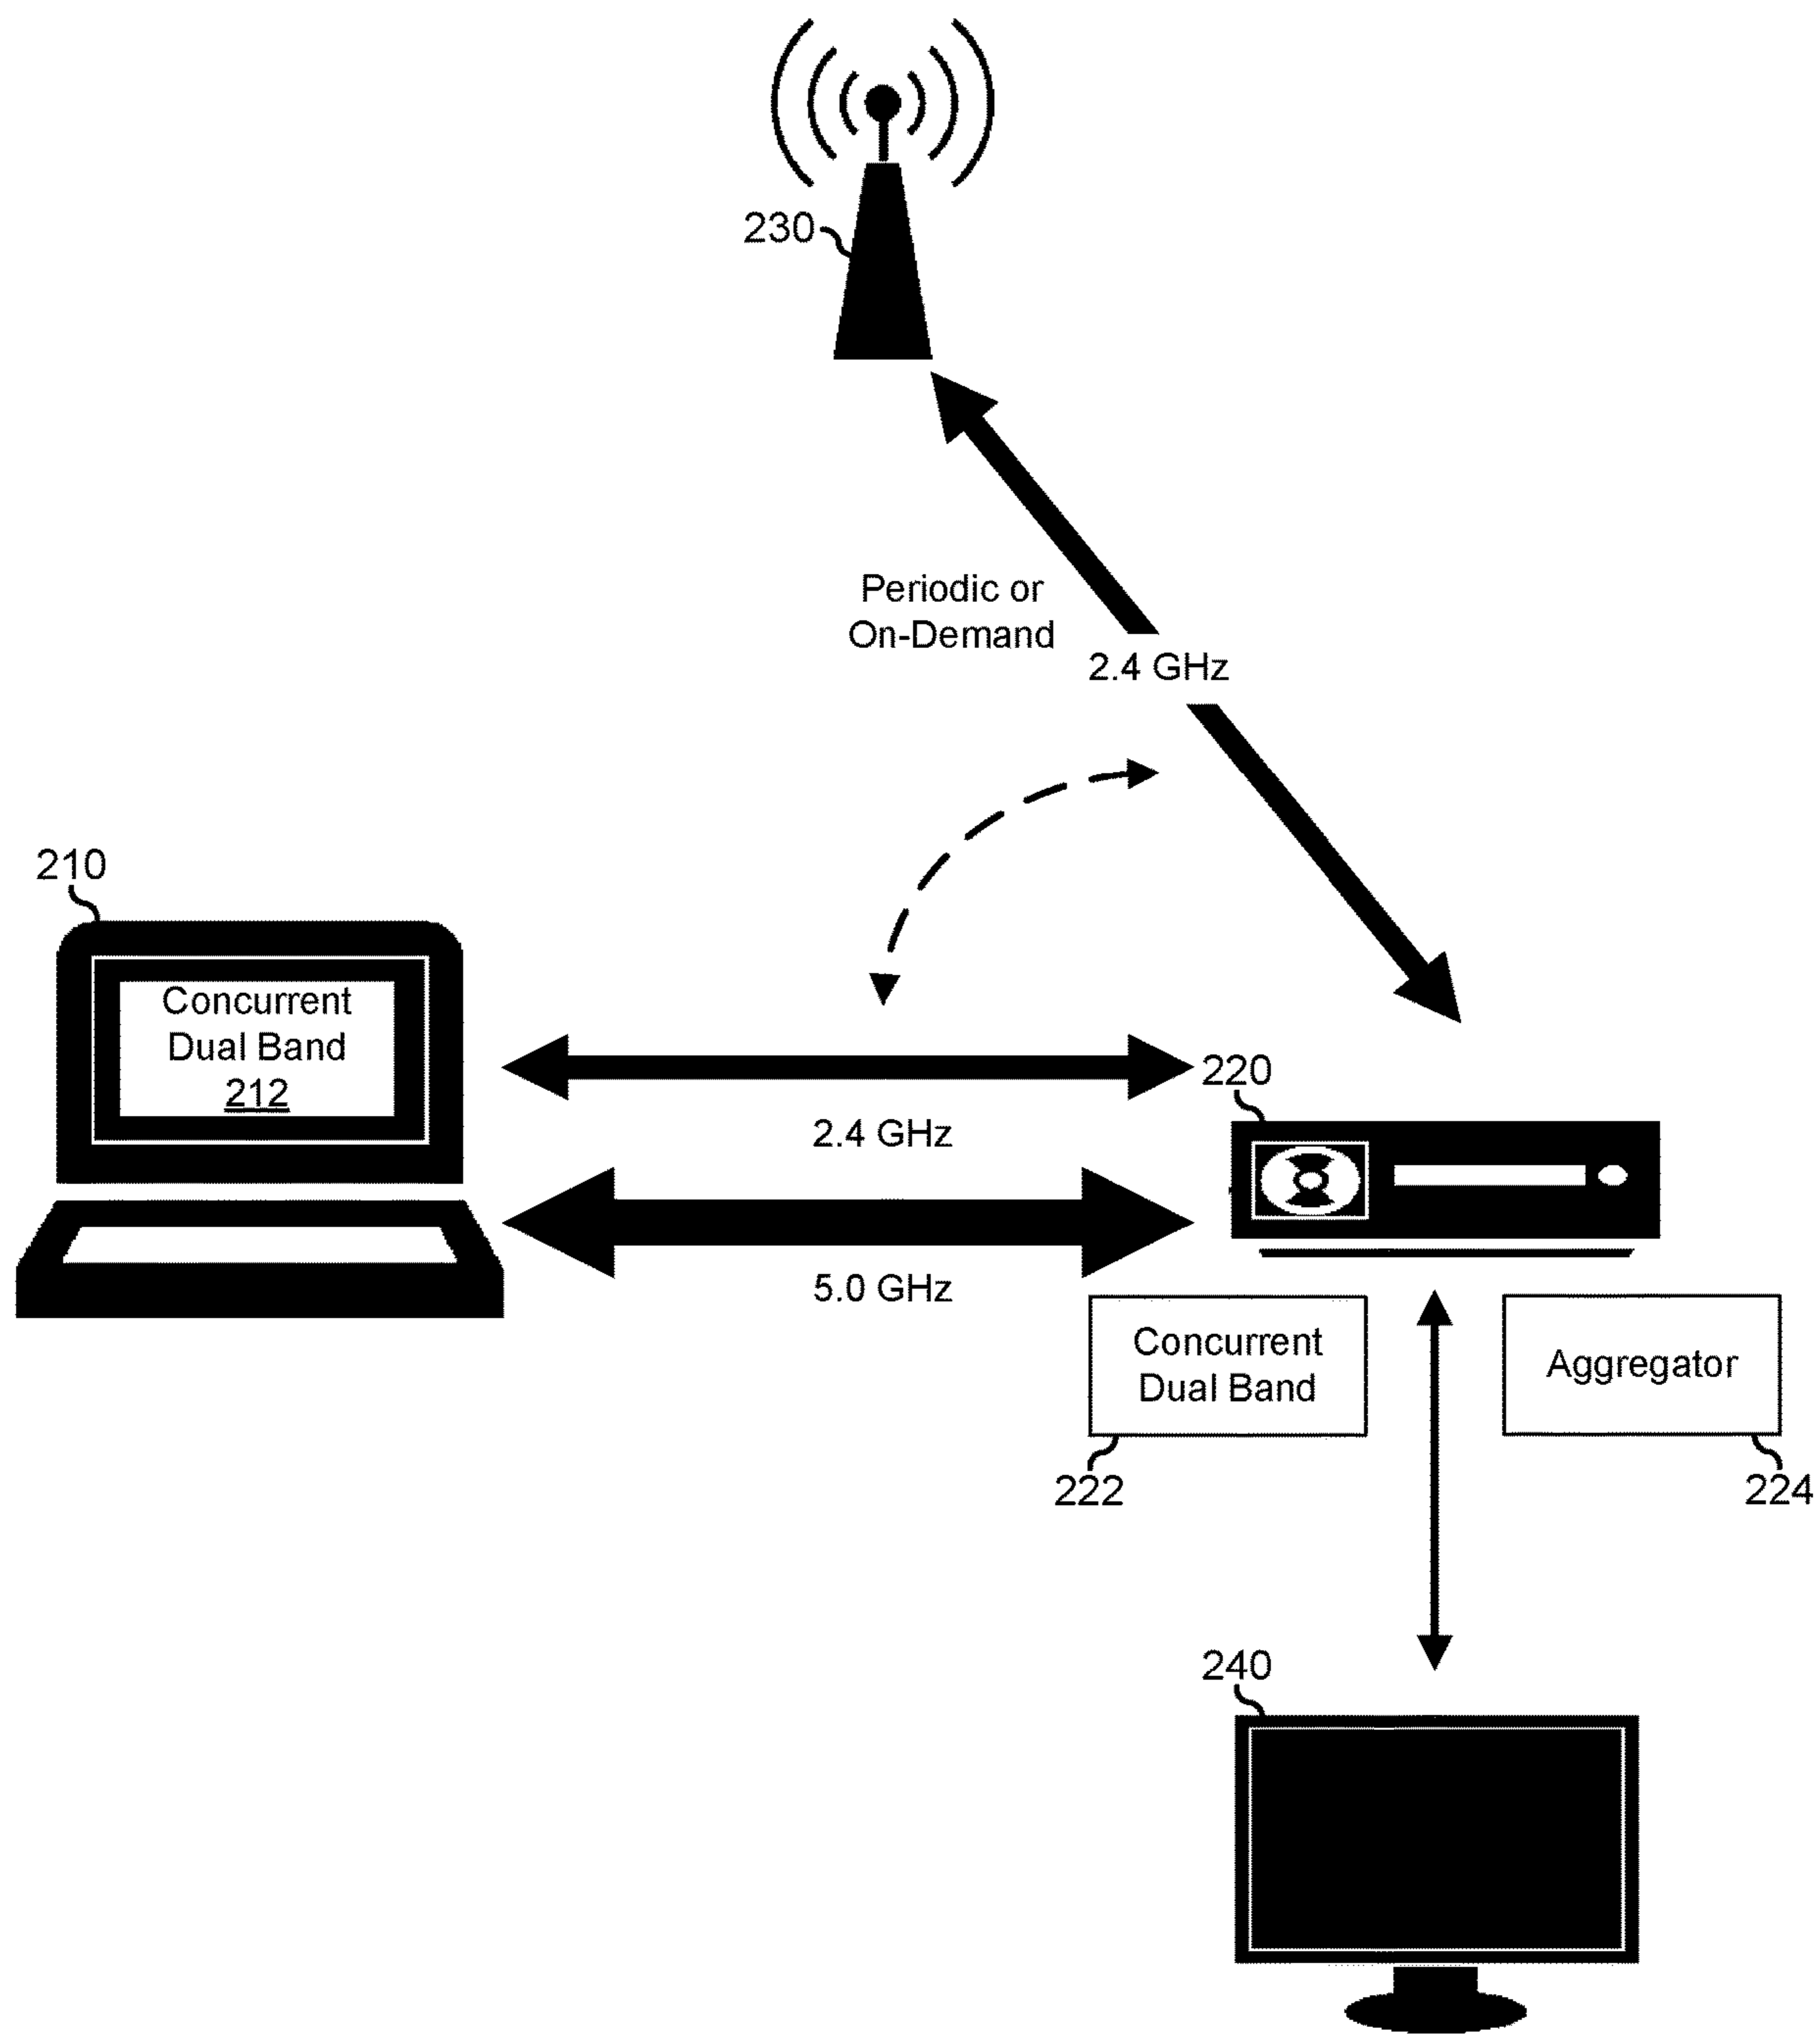 230
Periodic or
On-Demand
2.4 GHz
210
Concurrent
Dual Band
212
2.4 GHz
220
5.0 GHz
Concurrent
Dual Band
Aggregator
222
224
240